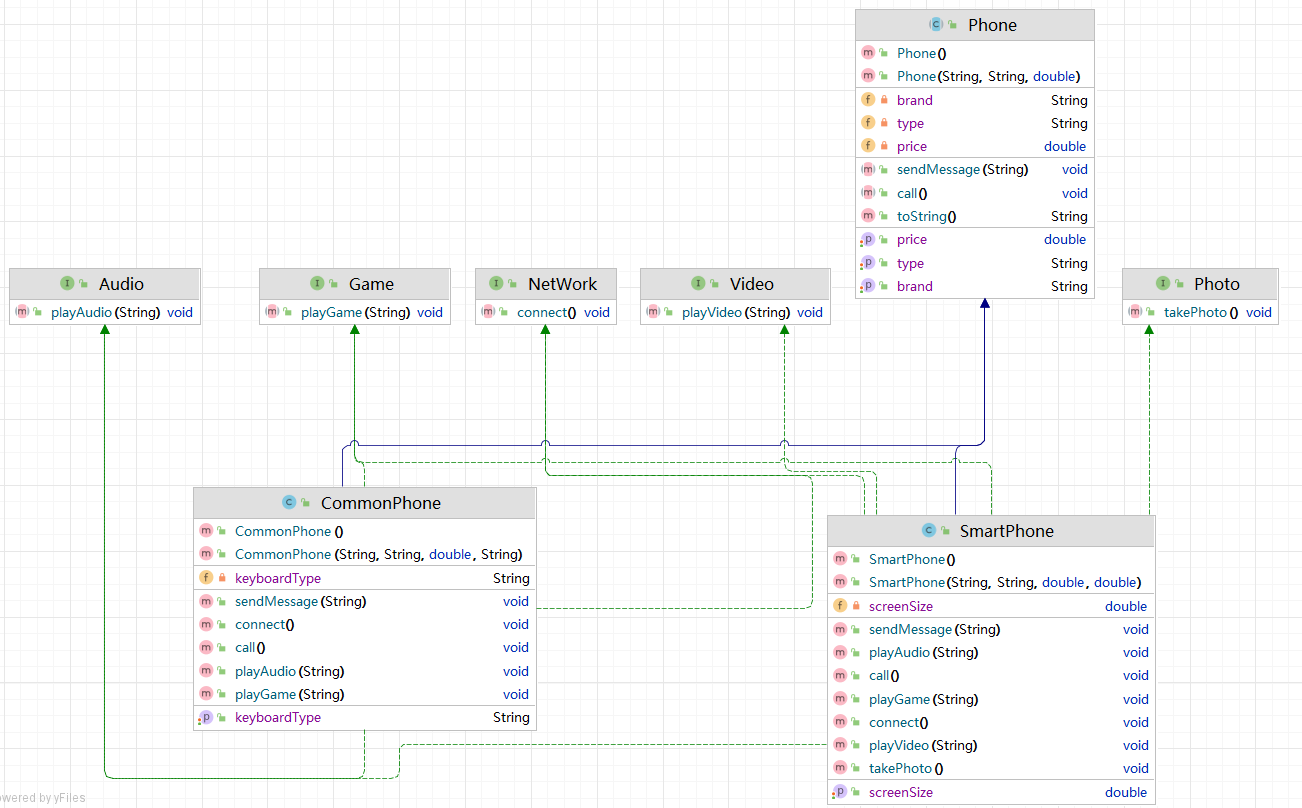 Phone
Phone()
Phone(String, String, double)
brand String
type String
price double
sendMessage(String) void
call() void
toString() String
price double
type String
brand String
Audio
playAudio(String) void
Game
playGame(String) void
NetWork
connect() void
Video
playVideo(String) void
Photo
takePhoto() void
CommonPhone
CommonPhone()
CommonPhone(String, String, double, String)
keyboardType String
sendMessage(String) void
connect() void
call() void
playAudio(String) void
playGame(String) void
keyboardType String
SmartPhone
SmartPhone()
SmartPhone(String, String, double, double)
screenSize double
sendMessage(String) void
playAudio(String) void
call() void
playGame(String) void
connect() void
playVideo(String) void
takePhoto() void
screenSize double
owered by yFiles